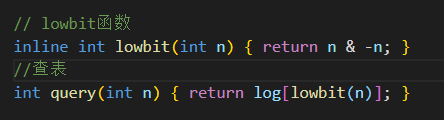 // lowbit函数
inline int lowbit(int n) { return n & -n; }
//查表
int query(int n) { return log[lowbit(n)]; }